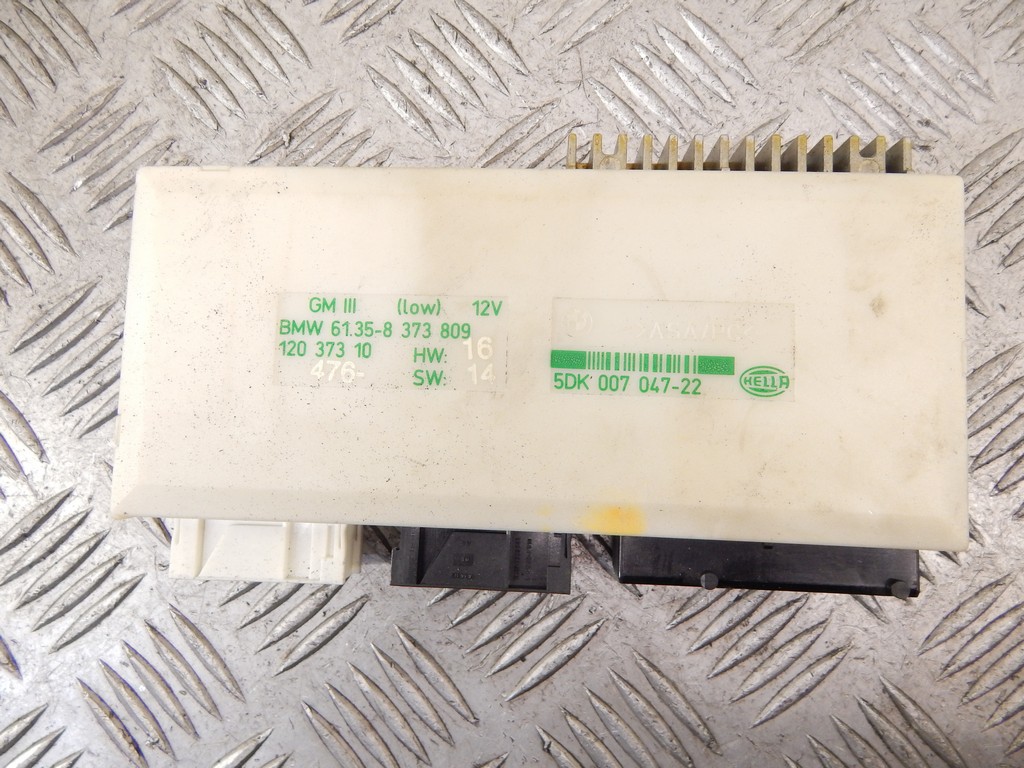 GM III (low) 12V
BMW 61.35-8 373 809
120 373 10 HW: 16
476- SW: 14
5DK 007 047-22
HELLA